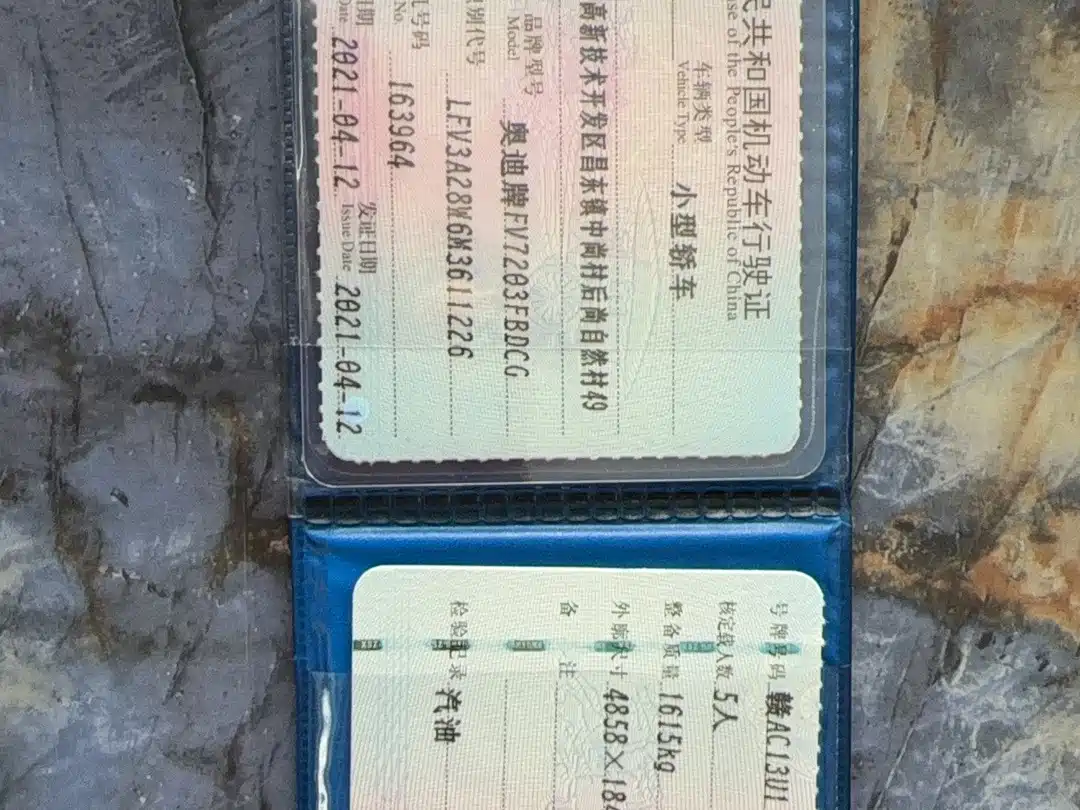 民共和国机动车行驶证
of the People's Republic of China
车辆类型 小型轿车
Vehicle Type
高新技术开发区昌东镇中尚村后尚自然村49
品牌型号 奥迪牌FV7203FBDCG
Model
别代号 LFV3A28W6M3611226
号码 163964
No.
日期 2021-04-12 发证日期 2021-04-12
Date Issue Date
号牌号码 赣AC13U1
核定载人数 5人
整备质量 1615kg
外廓尺寸 4858×184
备注
检验记录 汽油